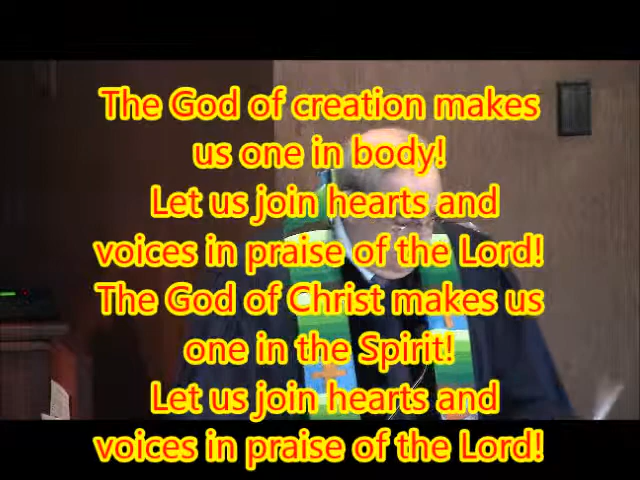 The God of creation makes
us one in body!
Let us join hearts and
voices in praise of the Lord!
The God of Christ makes us
one in the Spirit!
Let us join hearts and
voices in praise of the Lord!